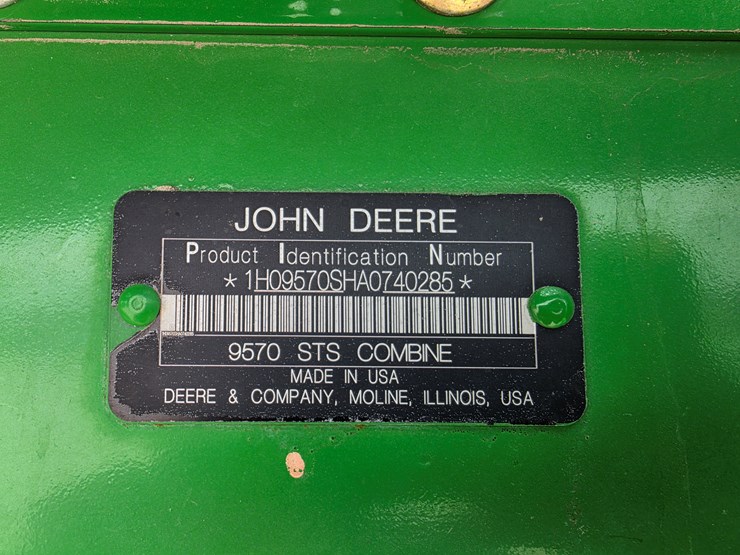 JOHN DEERE
Product Identification Number
*1H09570SHA0740285*
9570 STS COMBINE
MADE IN USA
DEERE & COMPANY, MOLINE, ILLINOIS, USA